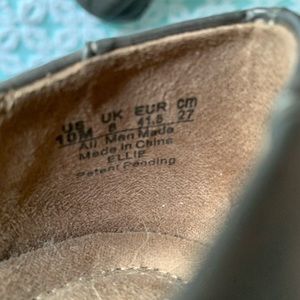 US UK EUR cm
10M 8 41.5 27
All Man Made
Made in China
ELLIE
Patent Pending